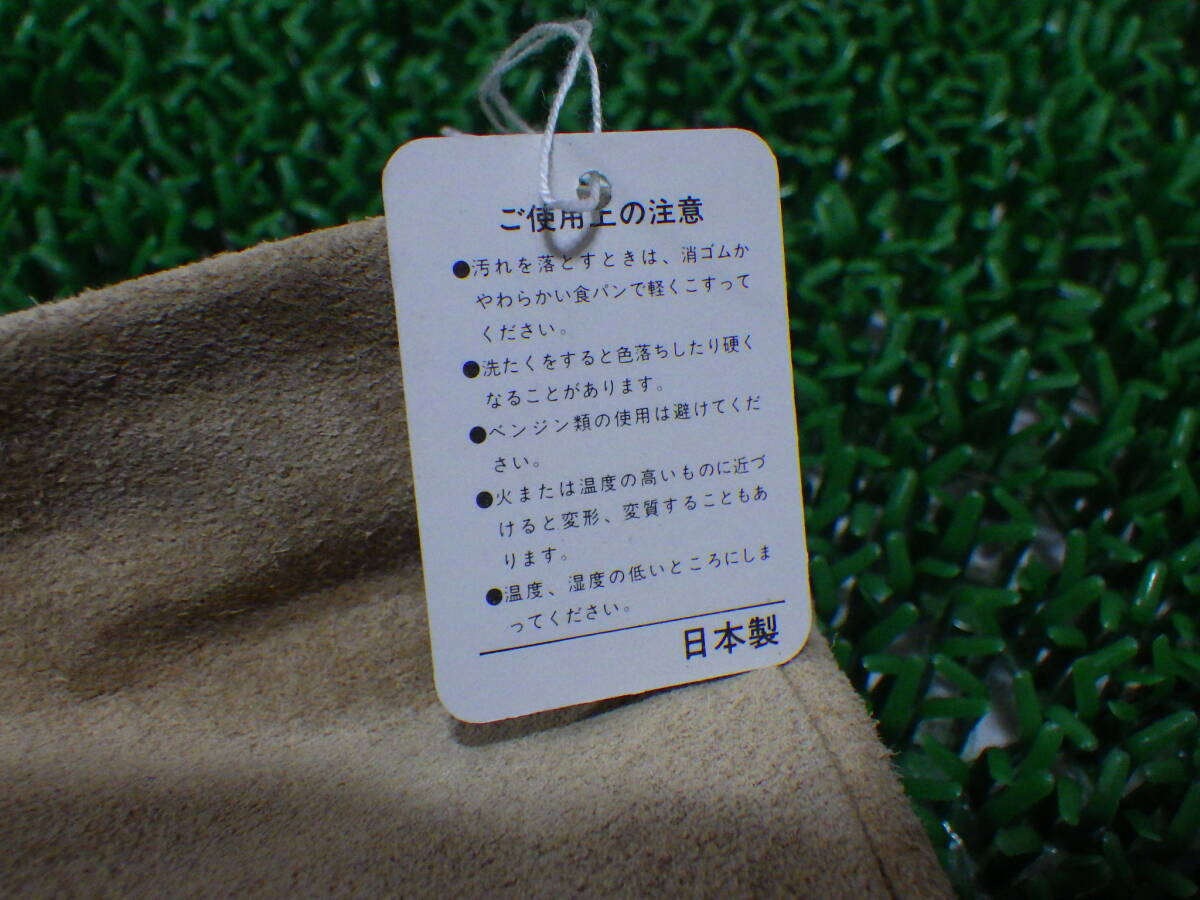 ご使用上の注意
●汚れを落とすときは、消ゴムか
やわらかい食パンで軽くこすって
ください。
●洗たくをすると色落ちしたり硬く
なることがあります。
●ベンジン類の使用は避けてくだ
さい。
●火または温度の高いものに近づ
けると変形、変質することもあ
ります。
●温度、湿度の低いところにしま
ってください。
日本製